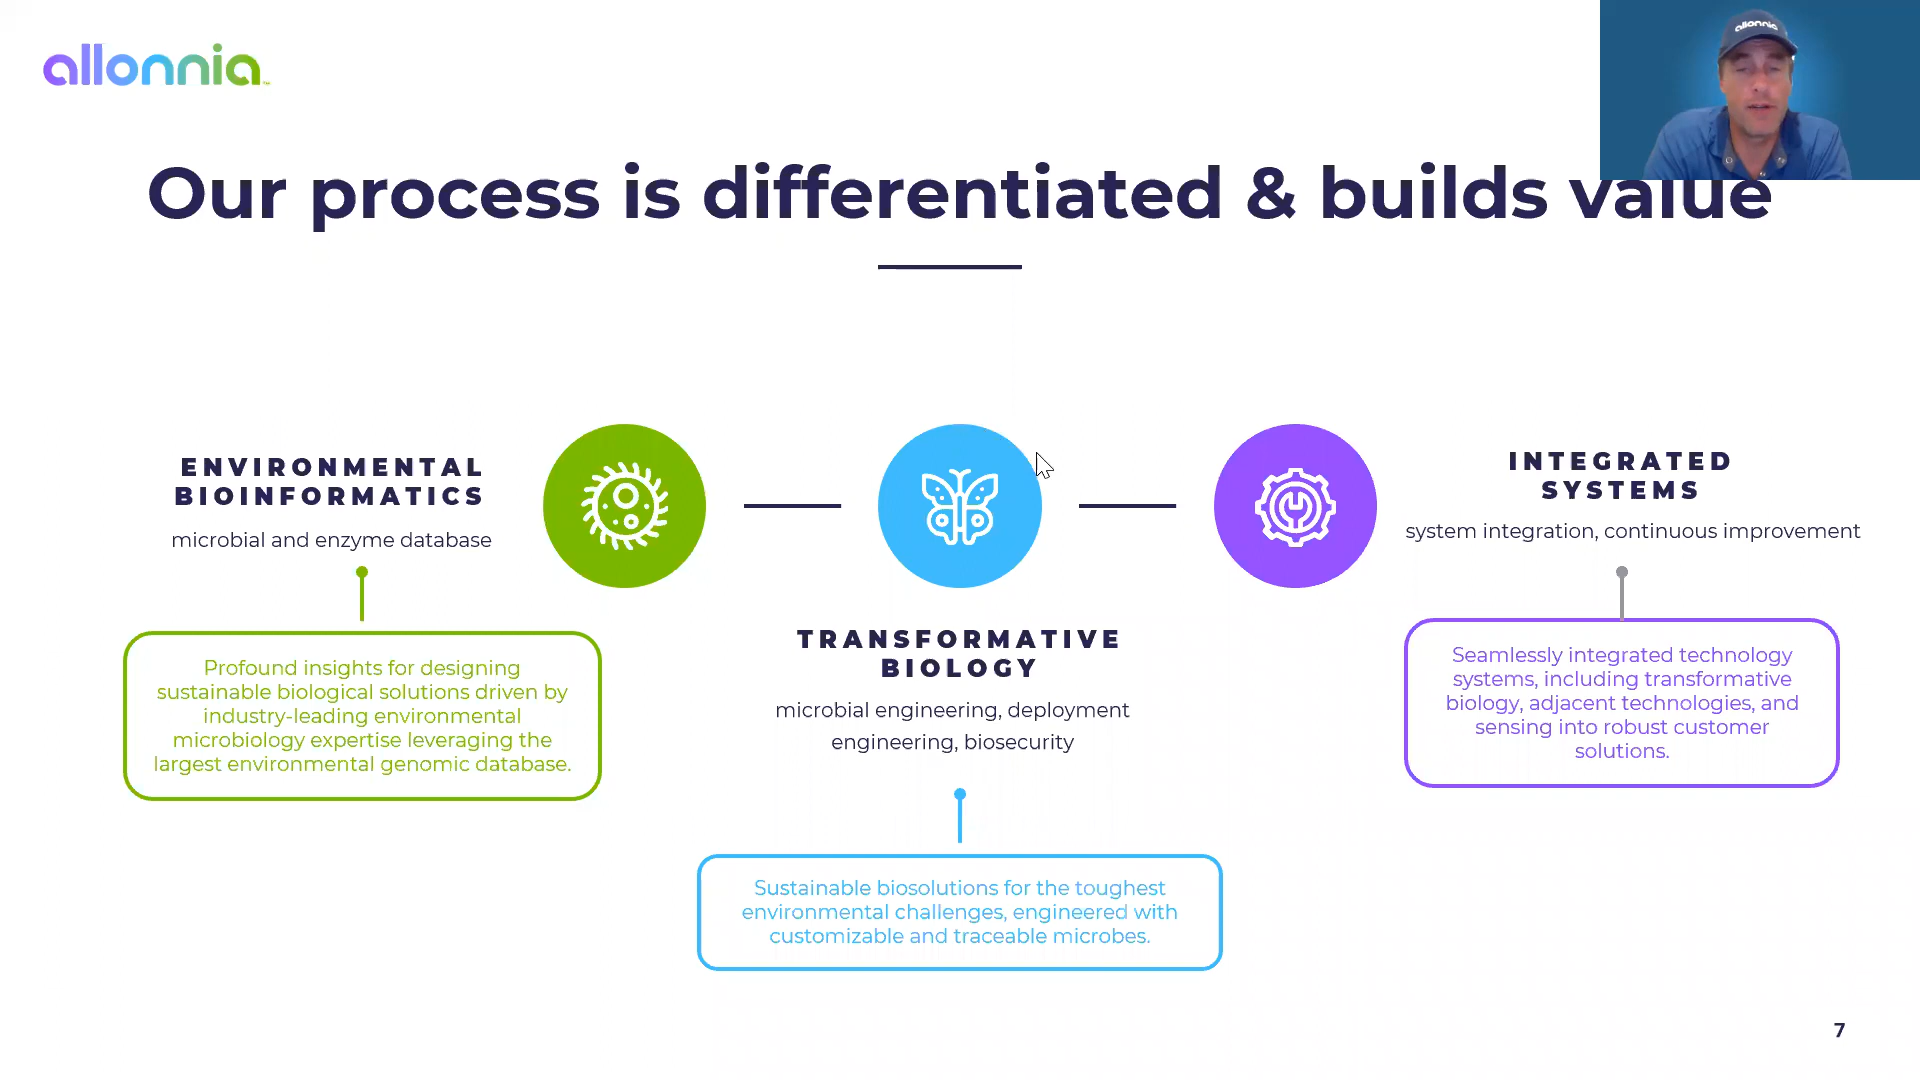 allonnia™
allonnia
Our process is differentiated & builds value
ENVIRONMENTAL
BIOINFORMATICS
microbial and enzyme database
Profound insights for designing
sustainable biological solutions driven by
industry-leading environmental
microbiology expertise leveraging the
largest environmental genomic database.
TRANSFORMATIVE
BIOLOGY
microbial engineering, deployment
engineering, biosecurity
Sustainable biosolutions for the toughest
environmental challenges, engineered with
customizable and traceable microbes.
INTEGRATED
SYSTEMS
system integration, continuous improvement
Seamlessly integrated technology
systems, including transformative
biology, adjacent technologies, and
sensing into robust customer
solutions.
7